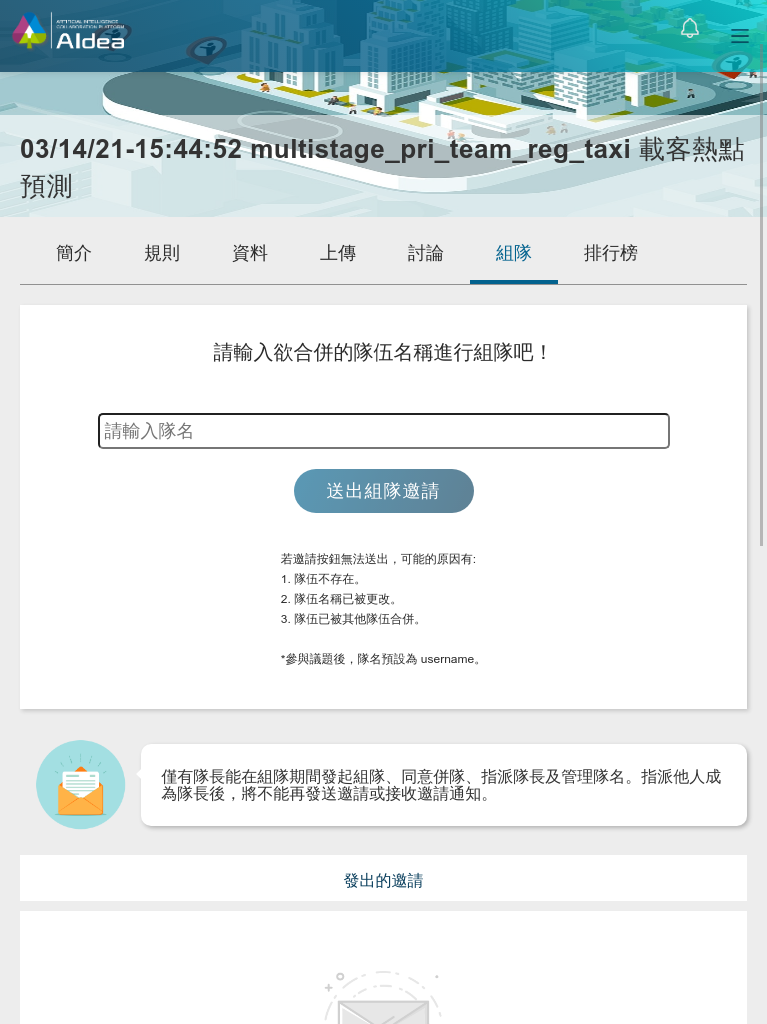 ARTIFICIAL INTELLIGENCE
COLLABORATION PLATFORM
AIdea
03/14/21-15:44:52 multistage_pri_team_reg_taxi 載客熱點
預測
簡介 規則 資料 上傳 討論 組隊 排行榜
請輸入欲合併的隊伍名稱進行組隊吧！
請輸入隊名
送出組隊邀請
若邀請按鈕無法送出，可能的原因有:
1. 隊伍不存在。
2. 隊伍名稱已被更改。
3. 隊伍已被其他隊伍合併。
*參與議題後，隊名預設為 username。
僅有隊長能在組隊期間發起組隊、同意併隊、指派隊長及管理隊名。指派他人成
為隊長後，將不能再發送邀請或接收邀請通知。
發出的邀請